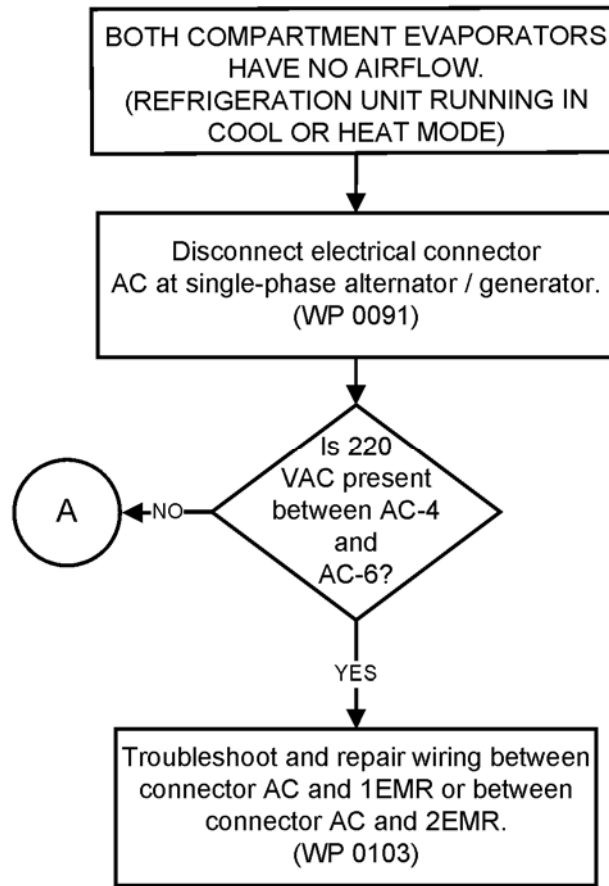 BOTH COMPARTMENT EVAPORATORS
HAVE NO AIRFLOW.
(REFRIGERATION UNIT RUNNING IN
COOL OR HEAT MODE)
Disconnect electrical connector
AC at single-phase alternator / generator.
(WP 0091)
Is 220
VAC present
between AC-4
and
AC-6?
NO
A
YES
Troubleshoot and repair wiring between
connector AC and 1EMR or between
connector AC and 2EMR.
(WP 0103)